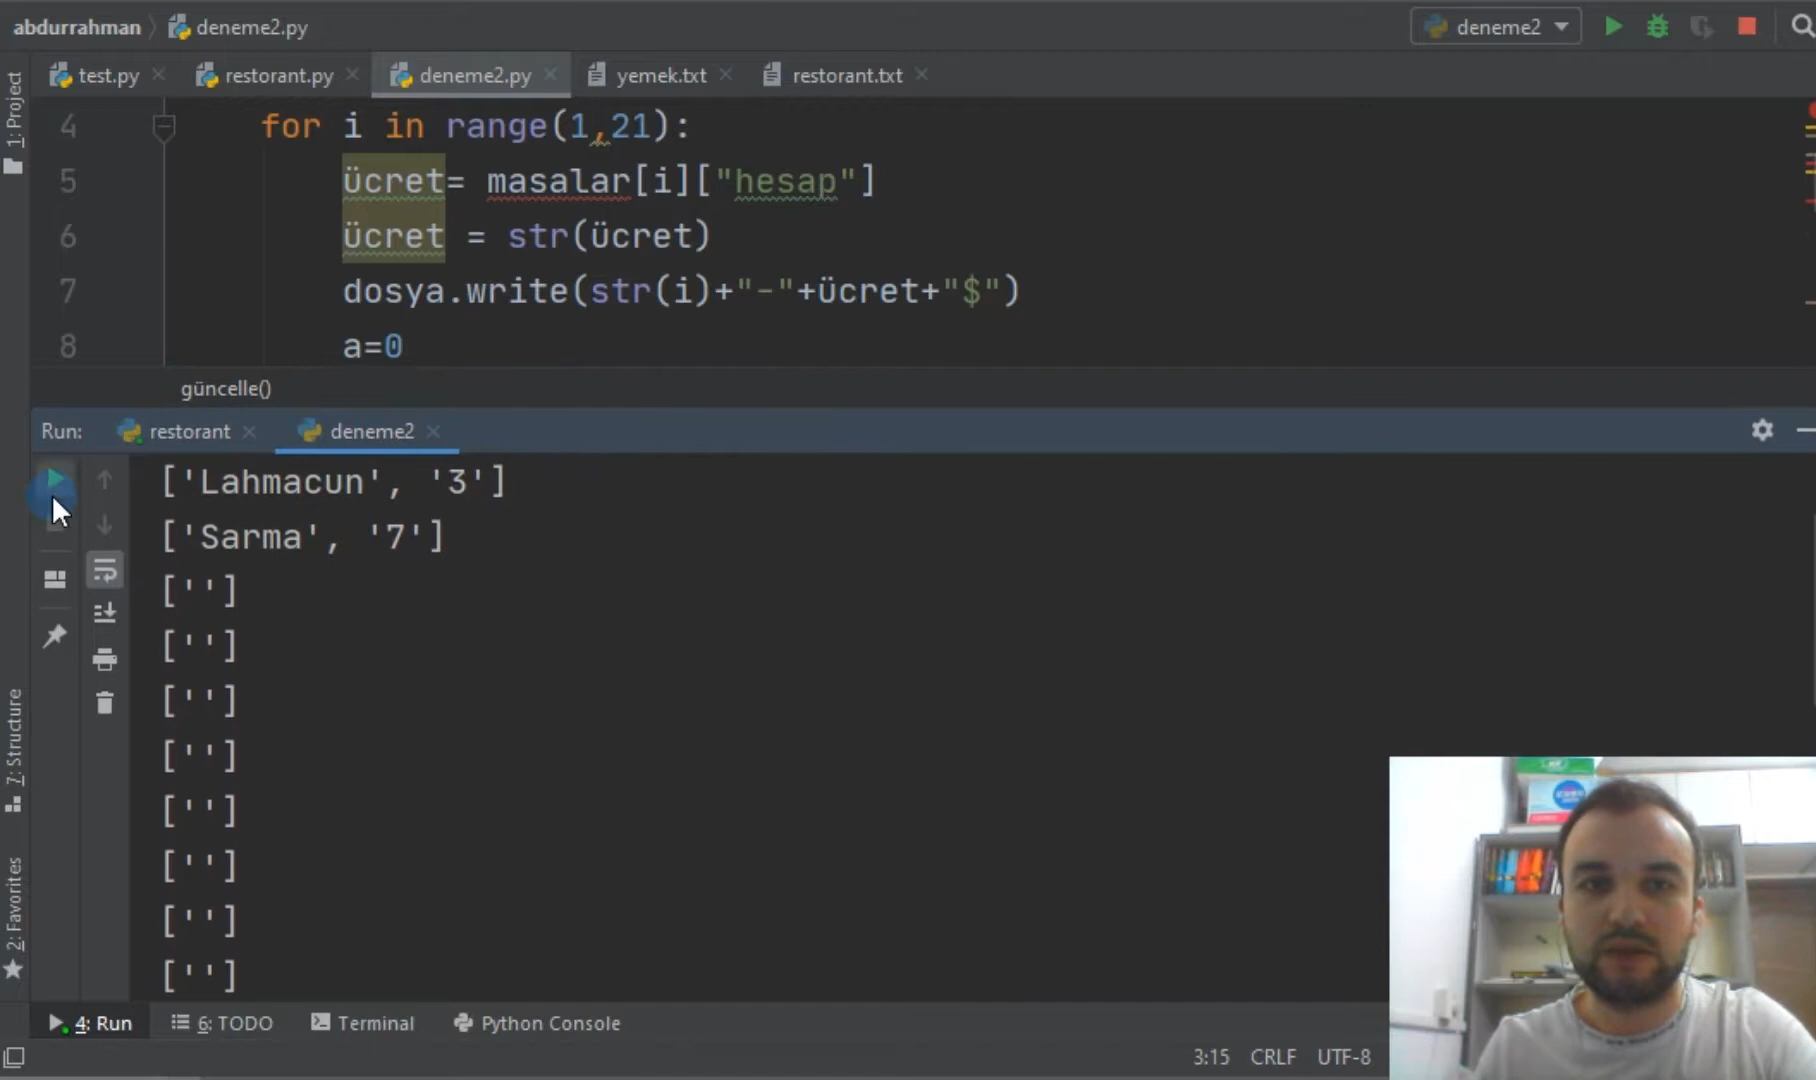 abdurrahman deneme2.py deneme2
test.py restorant.py deneme2.py yemek.txt restorant.txt
1: Project
4 for i in range(1,21):
5 ücret= masalar[i]["hesap"]
6 ücret = str(ücret)
7 dosya.write(str(i)+"-"+ücret+"$")
8 a=0
güncelle()
Run: restorant deneme2
['Lahmacun', '3']
['Sarma', '7']
['']
['']
['']
['']
['']
['']
['']
['']
7: Structure
2: Favorites
4: Run 6: TODO Terminal Python Console
3:15 CRLF UTF-8